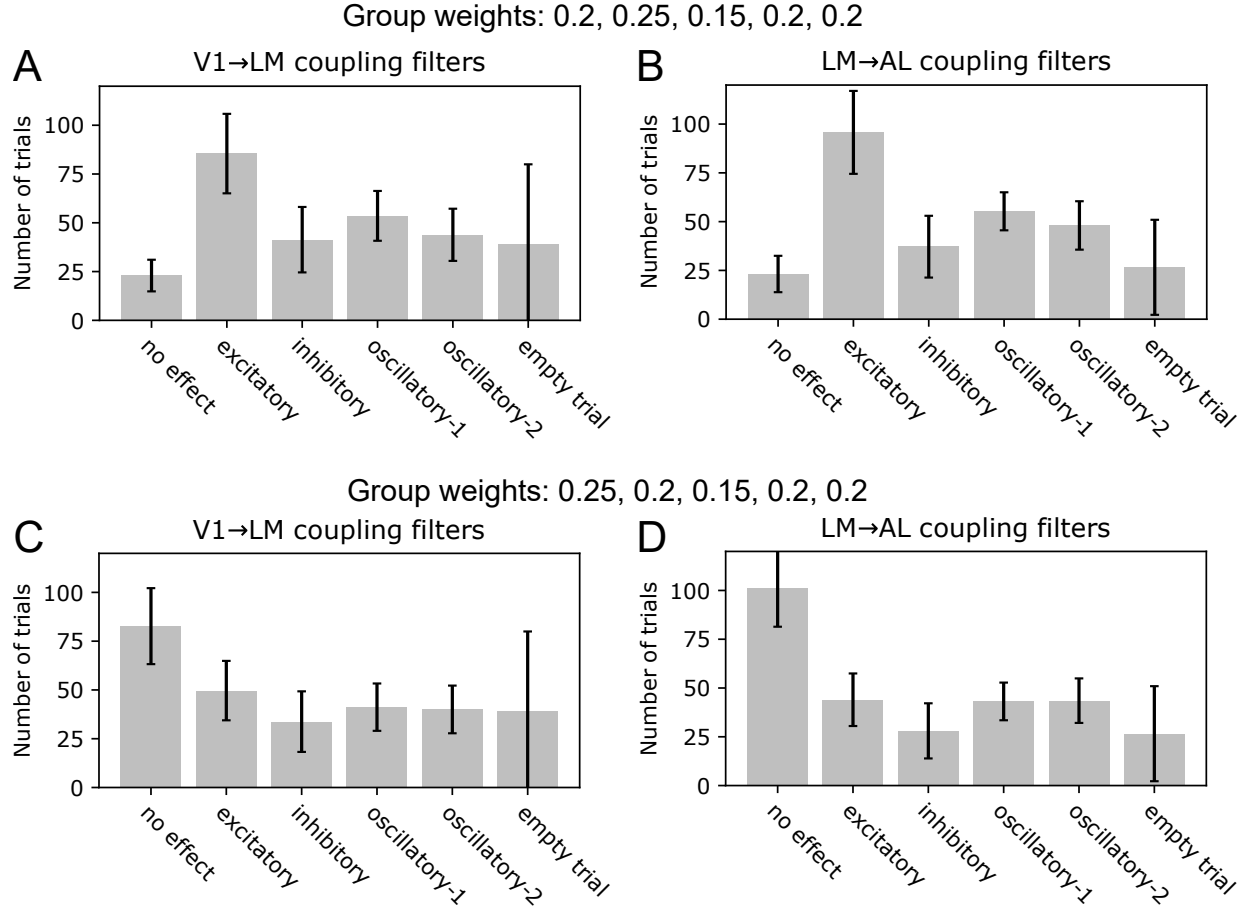 Group weights: 0.2, 0.25, 0.15, 0.2, 0.2
A
V1→LM coupling filters
Number of trials
100
75
50
25
0
no effect
excitatory
inhibitory
oscillatory-1
oscillatory-2
empty trial
B
LM→AL coupling filters
Number of trials
100
75
50
25
0
no effect
excitatory
inhibitory
oscillatory-1
oscillatory-2
empty trial
Group weights: 0.25, 0.2, 0.15, 0.2, 0.2
C
V1→LM coupling filters
Number of trials
100
75
50
25
0
no effect
excitatory
inhibitory
oscillatory-1
oscillatory-2
empty trial
D
LM→AL coupling filters
Number of trials
100
75
50
25
0
no effect
excitatory
inhibitory
oscillatory-1
oscillatory-2
empty trial